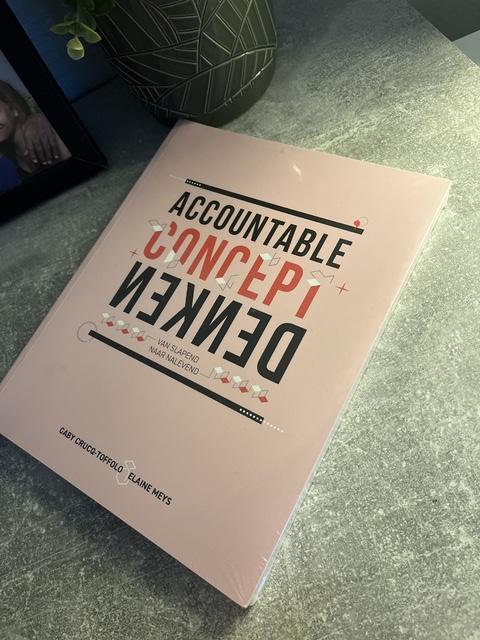 ACCOUNTABLE
CONCEPT
DENKEN
VAN SLAPEND
NAAR NALEVEND
GABY CRUCQ-TOFFOLO ELAINE MEYS